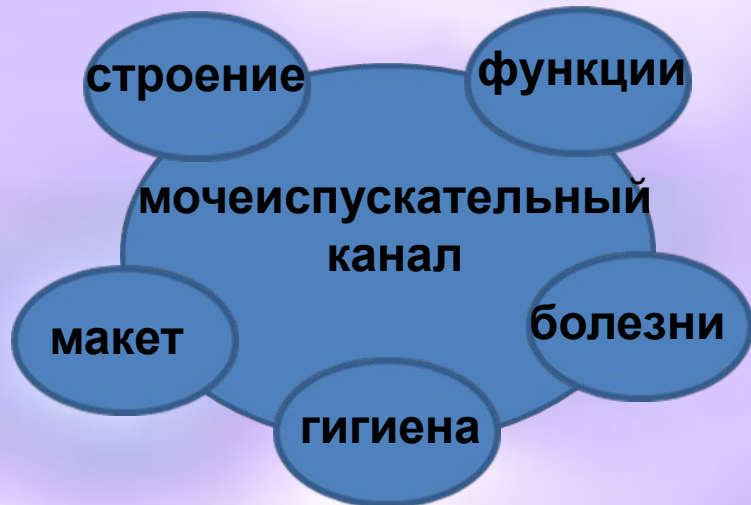 строение
функции
мочеиспускательный
канал
макет
болезни
гигиена